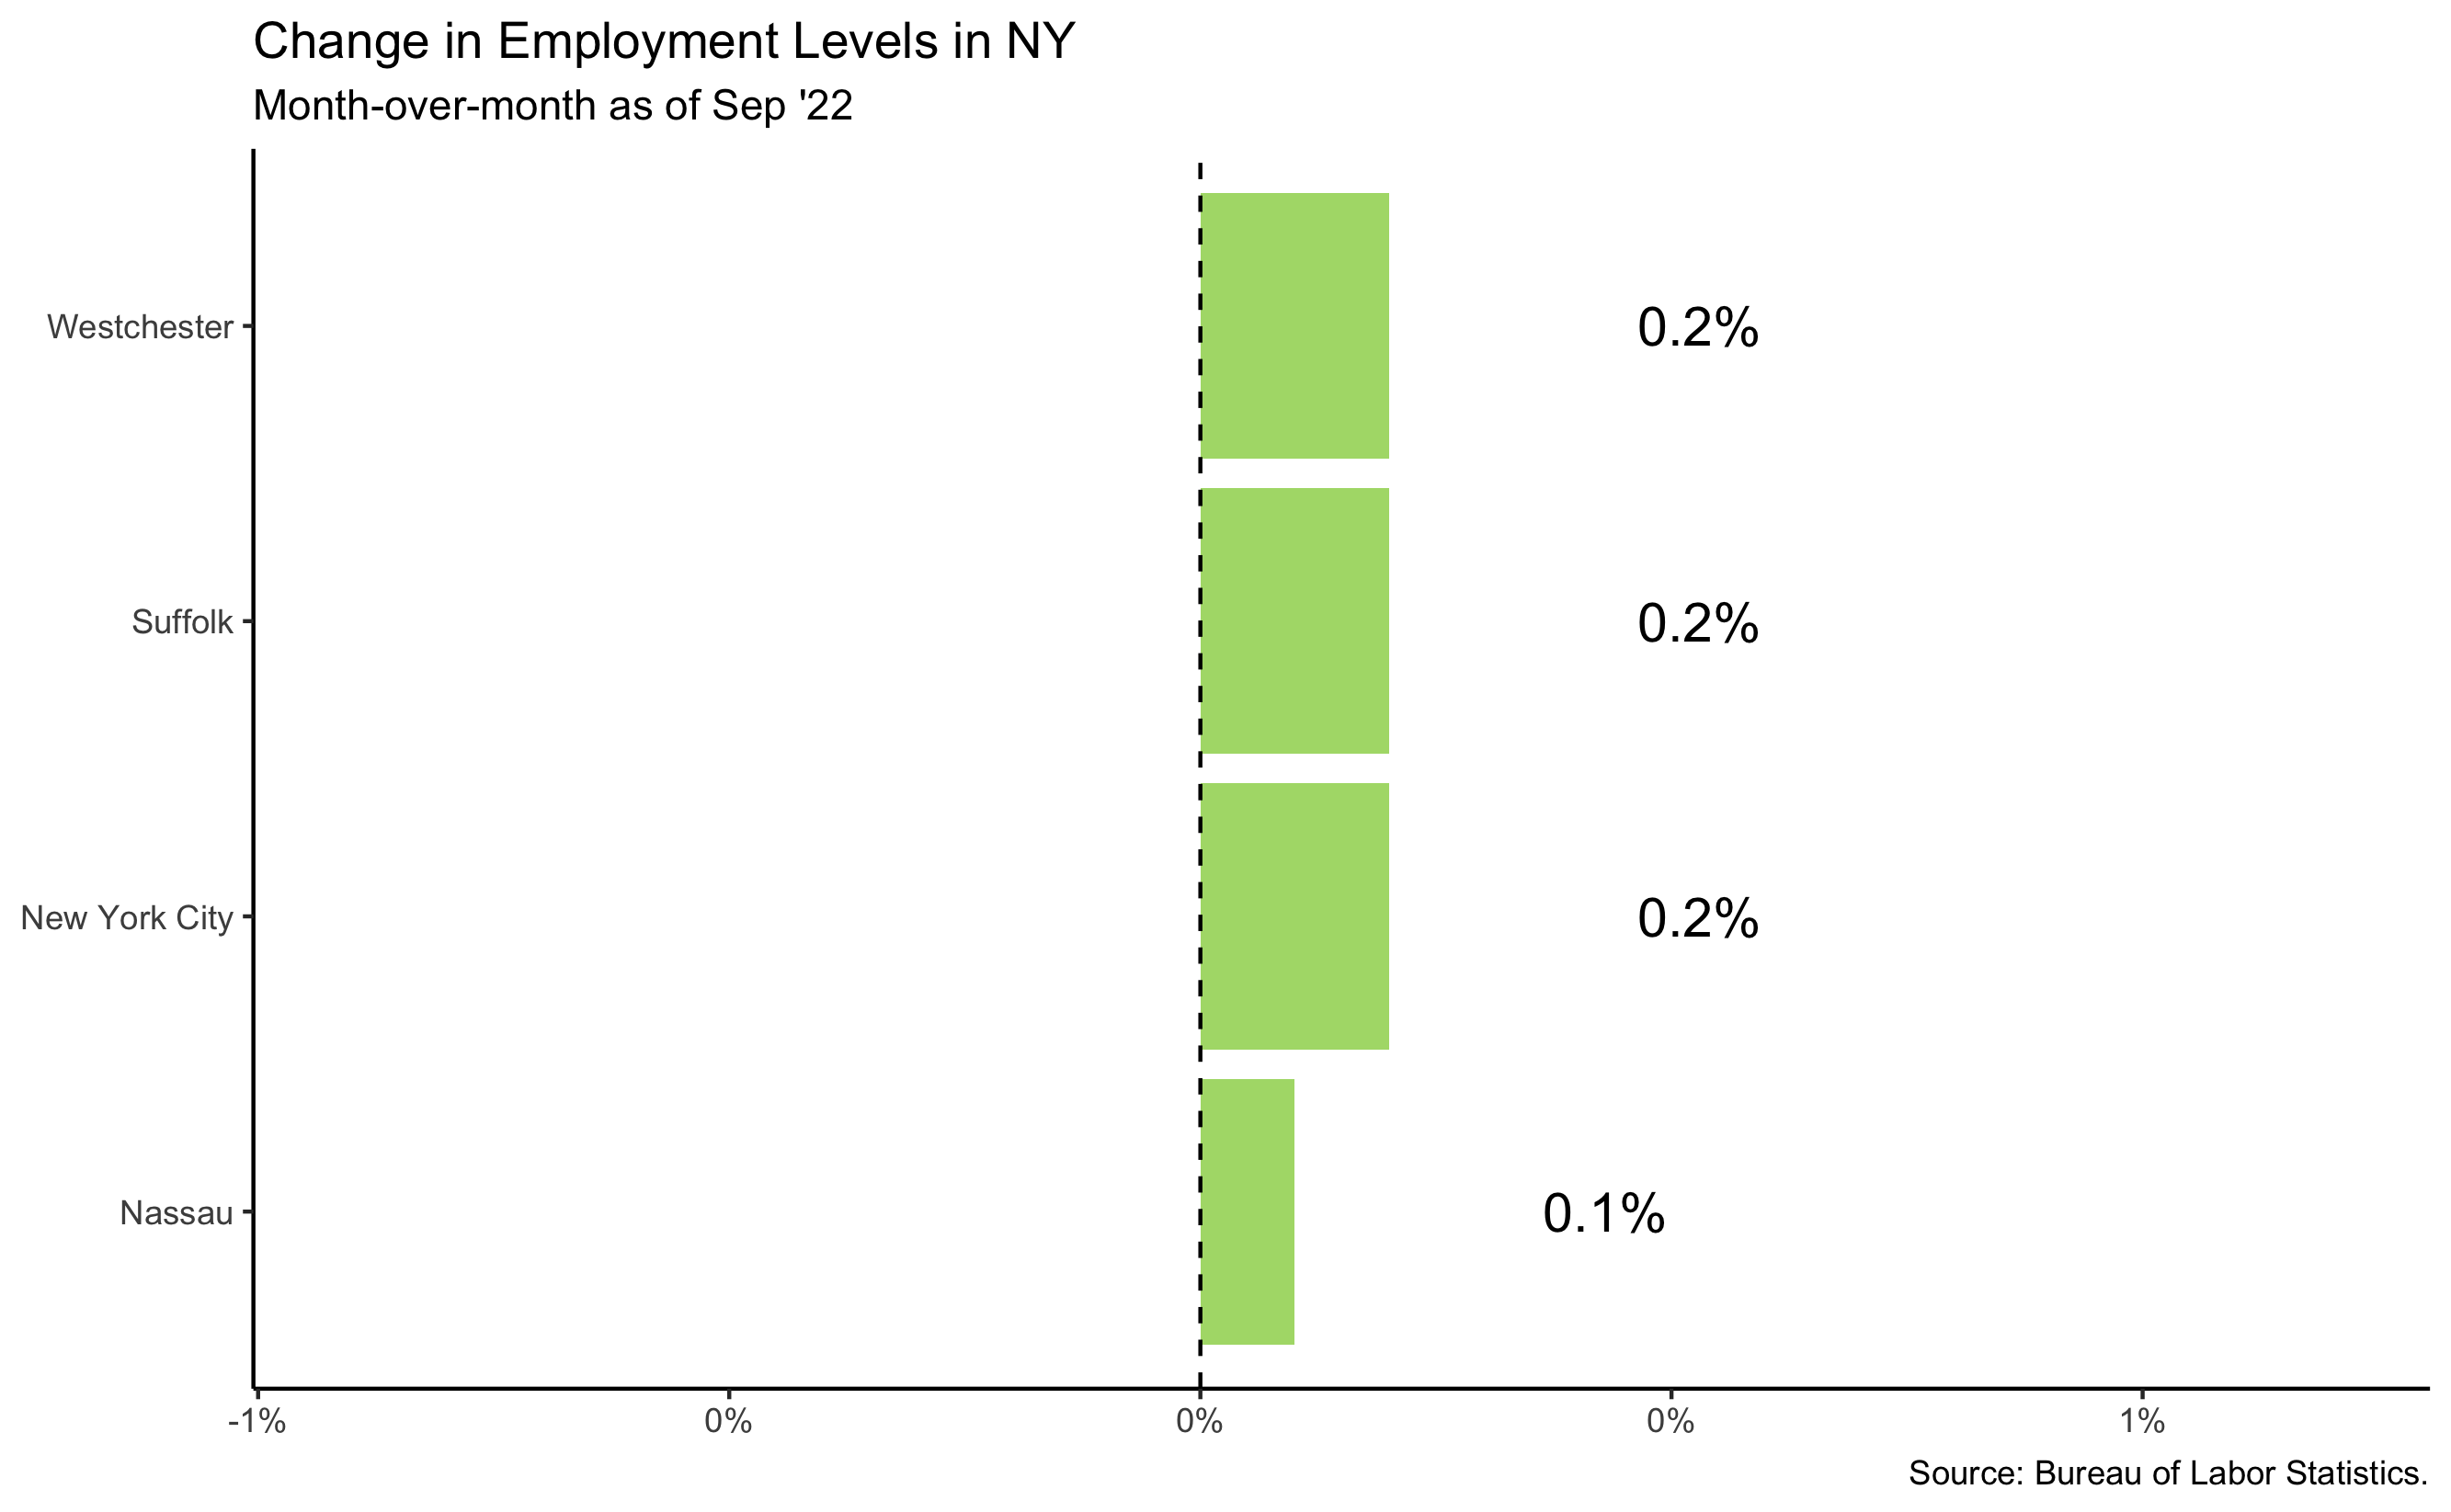 Change in Employment Levels in NY
Month-over-month as of Sep '22
Westchester
0.2%
Suffolk
0.2%
New York City
0.2%
Nassau
0.1%
-1% 0% 0% 0% 1%
Source: Bureau of Labor Statistics.